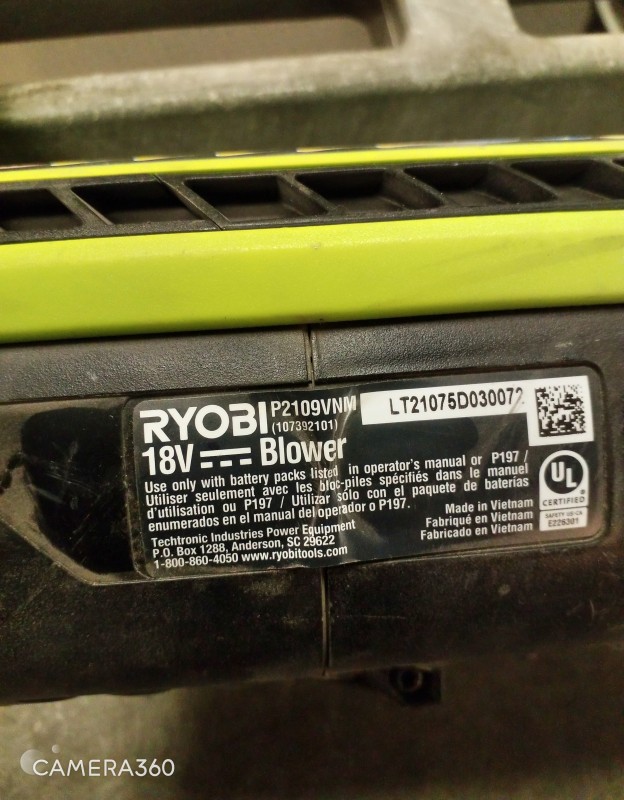 RYOBI P2109VNM LT21075D030072
(107392101)
18V Blower
Use only with battery packs listed in operator's manual or P197 /
Utiliser seulement avec les bloc-piles spécifiés dans le manuel
d'utilisation ou P197 / Utilizar sólo con el paquete de baterías
enumerados en el manual del operador o P197.
Techtronic Industries Power Equipment
P.O. Box 1288, Anderson, SC 29622
1-800-860-4050 www.ryobitools.com
Made in Vietnam
Fabriqué en Vietnam
Fabricado en Vietnam
UL
CERTIFIED
SAFETY US-CA
E226301
CAMERA360